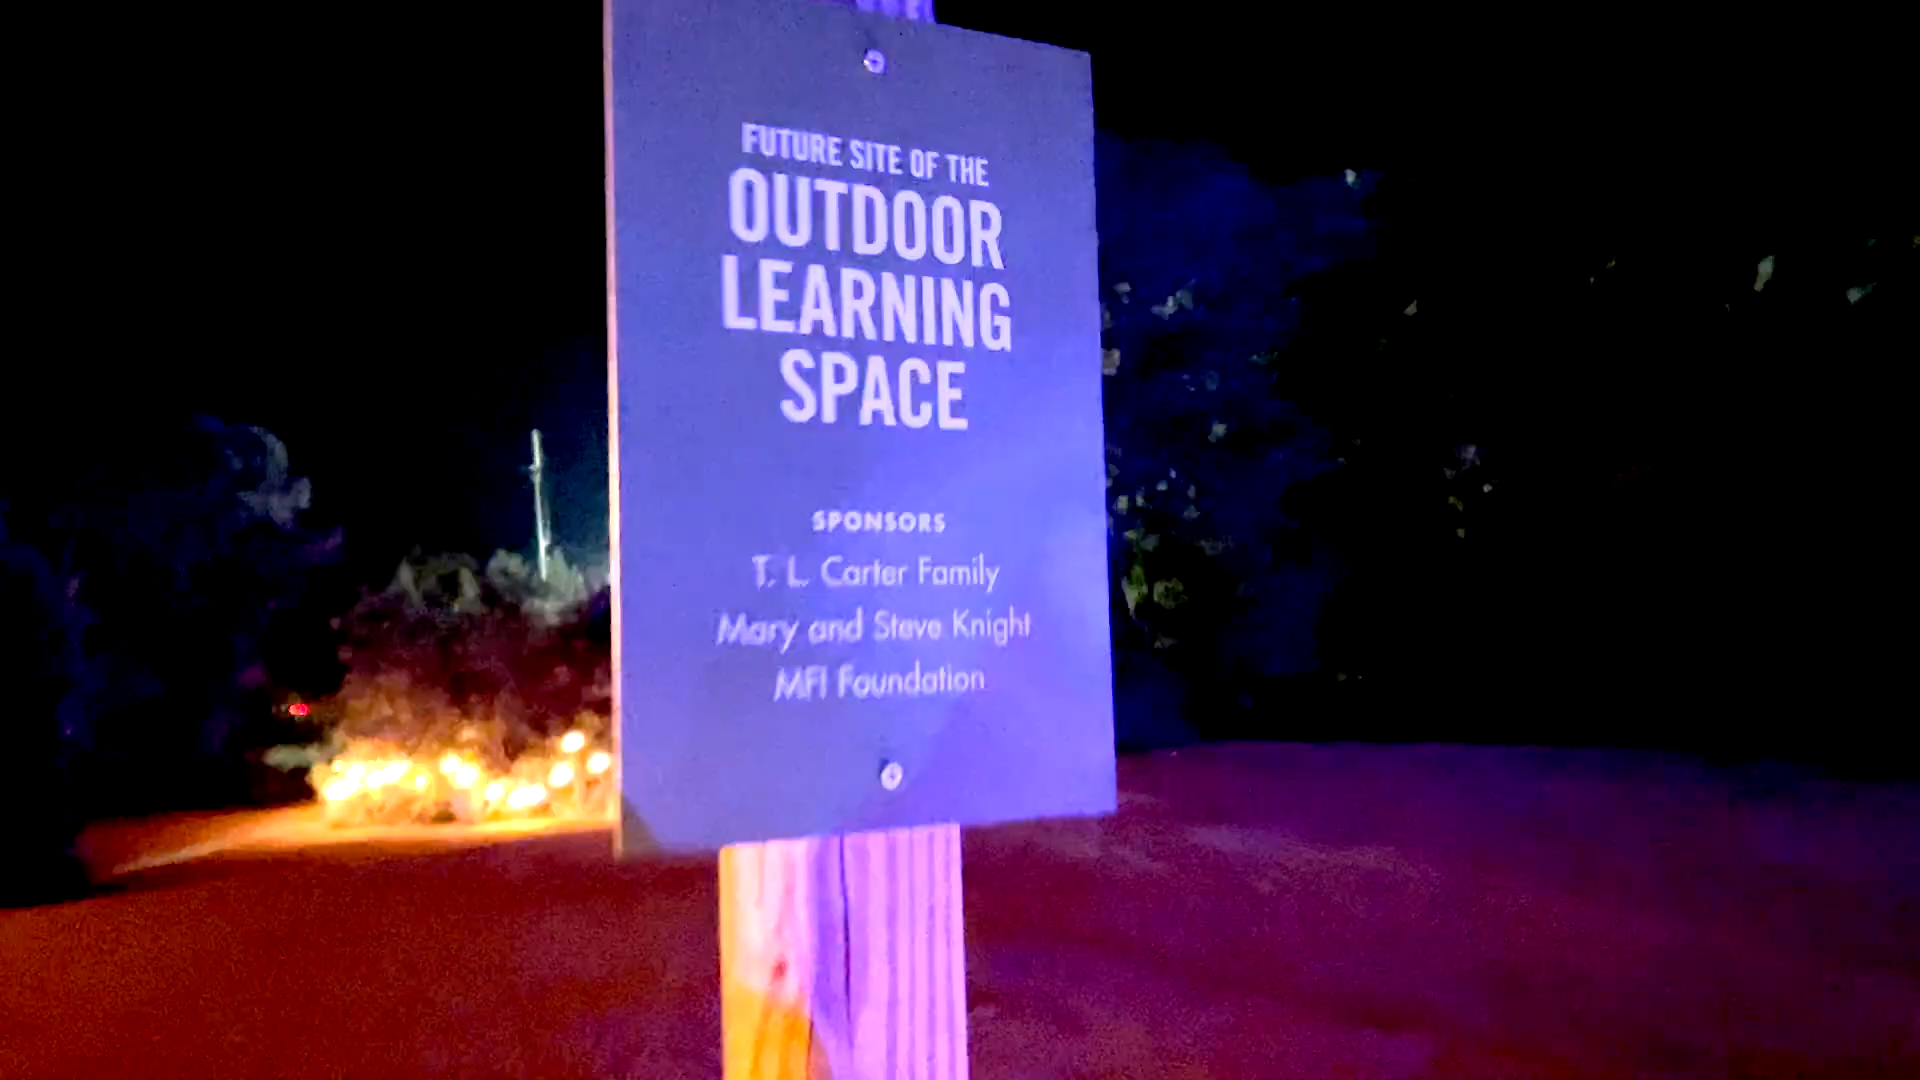 FUTURE SITE OF THE
OUTDOOR
LEARNING
SPACE
SPONSORS
T. L. Carter Family
Mary and Steve Knight
MFI Foundation